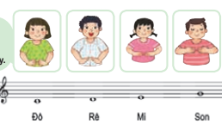 y.
Đô Rê Mi Son